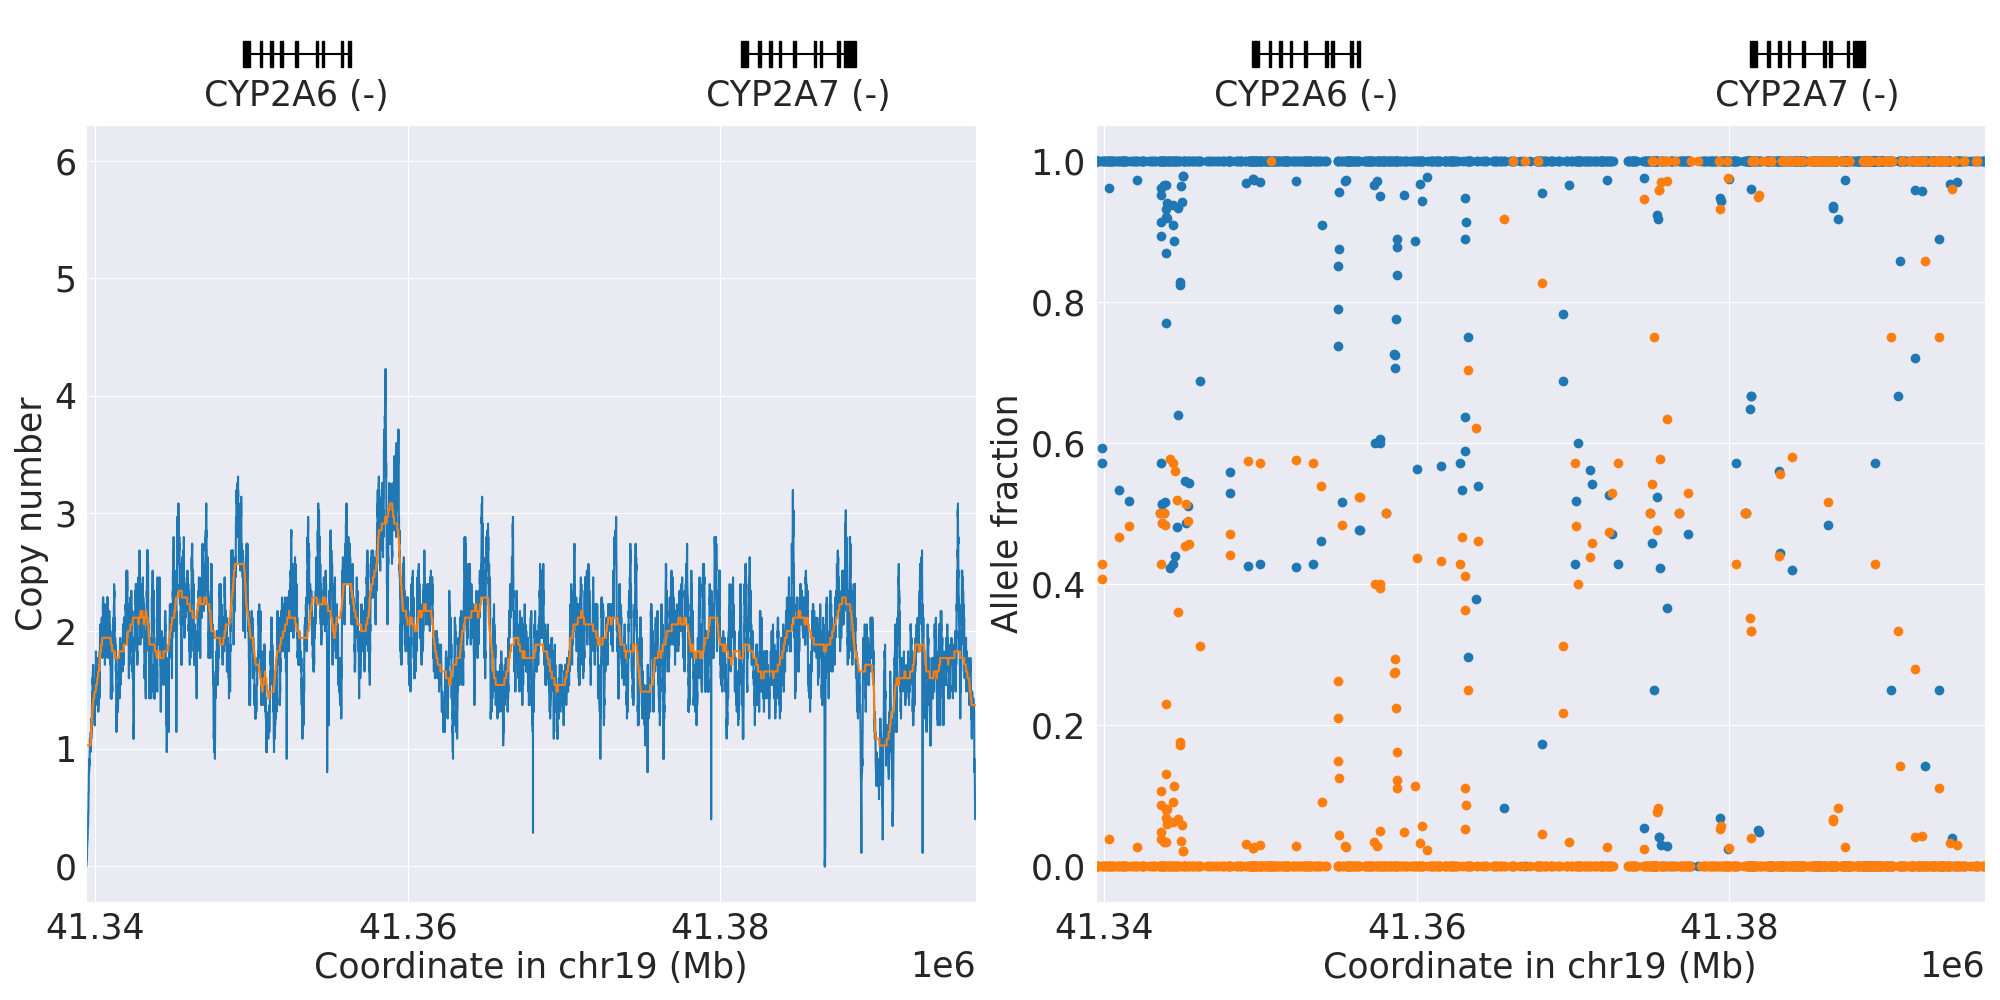 CYP2A6 (-)
CYP2A7 (-)
6
5
4
3
2
1
0
Copy number
41.34
41.36
41.38
Coordinate in chr19 (Mb)
1e6
CYP2A6 (-)
CYP2A7 (-)
1.0
0.8
0.6
0.4
0.2
0.0
Allele fraction
41.34
41.36
41.38
Coordinate in chr19 (Mb)
1e6